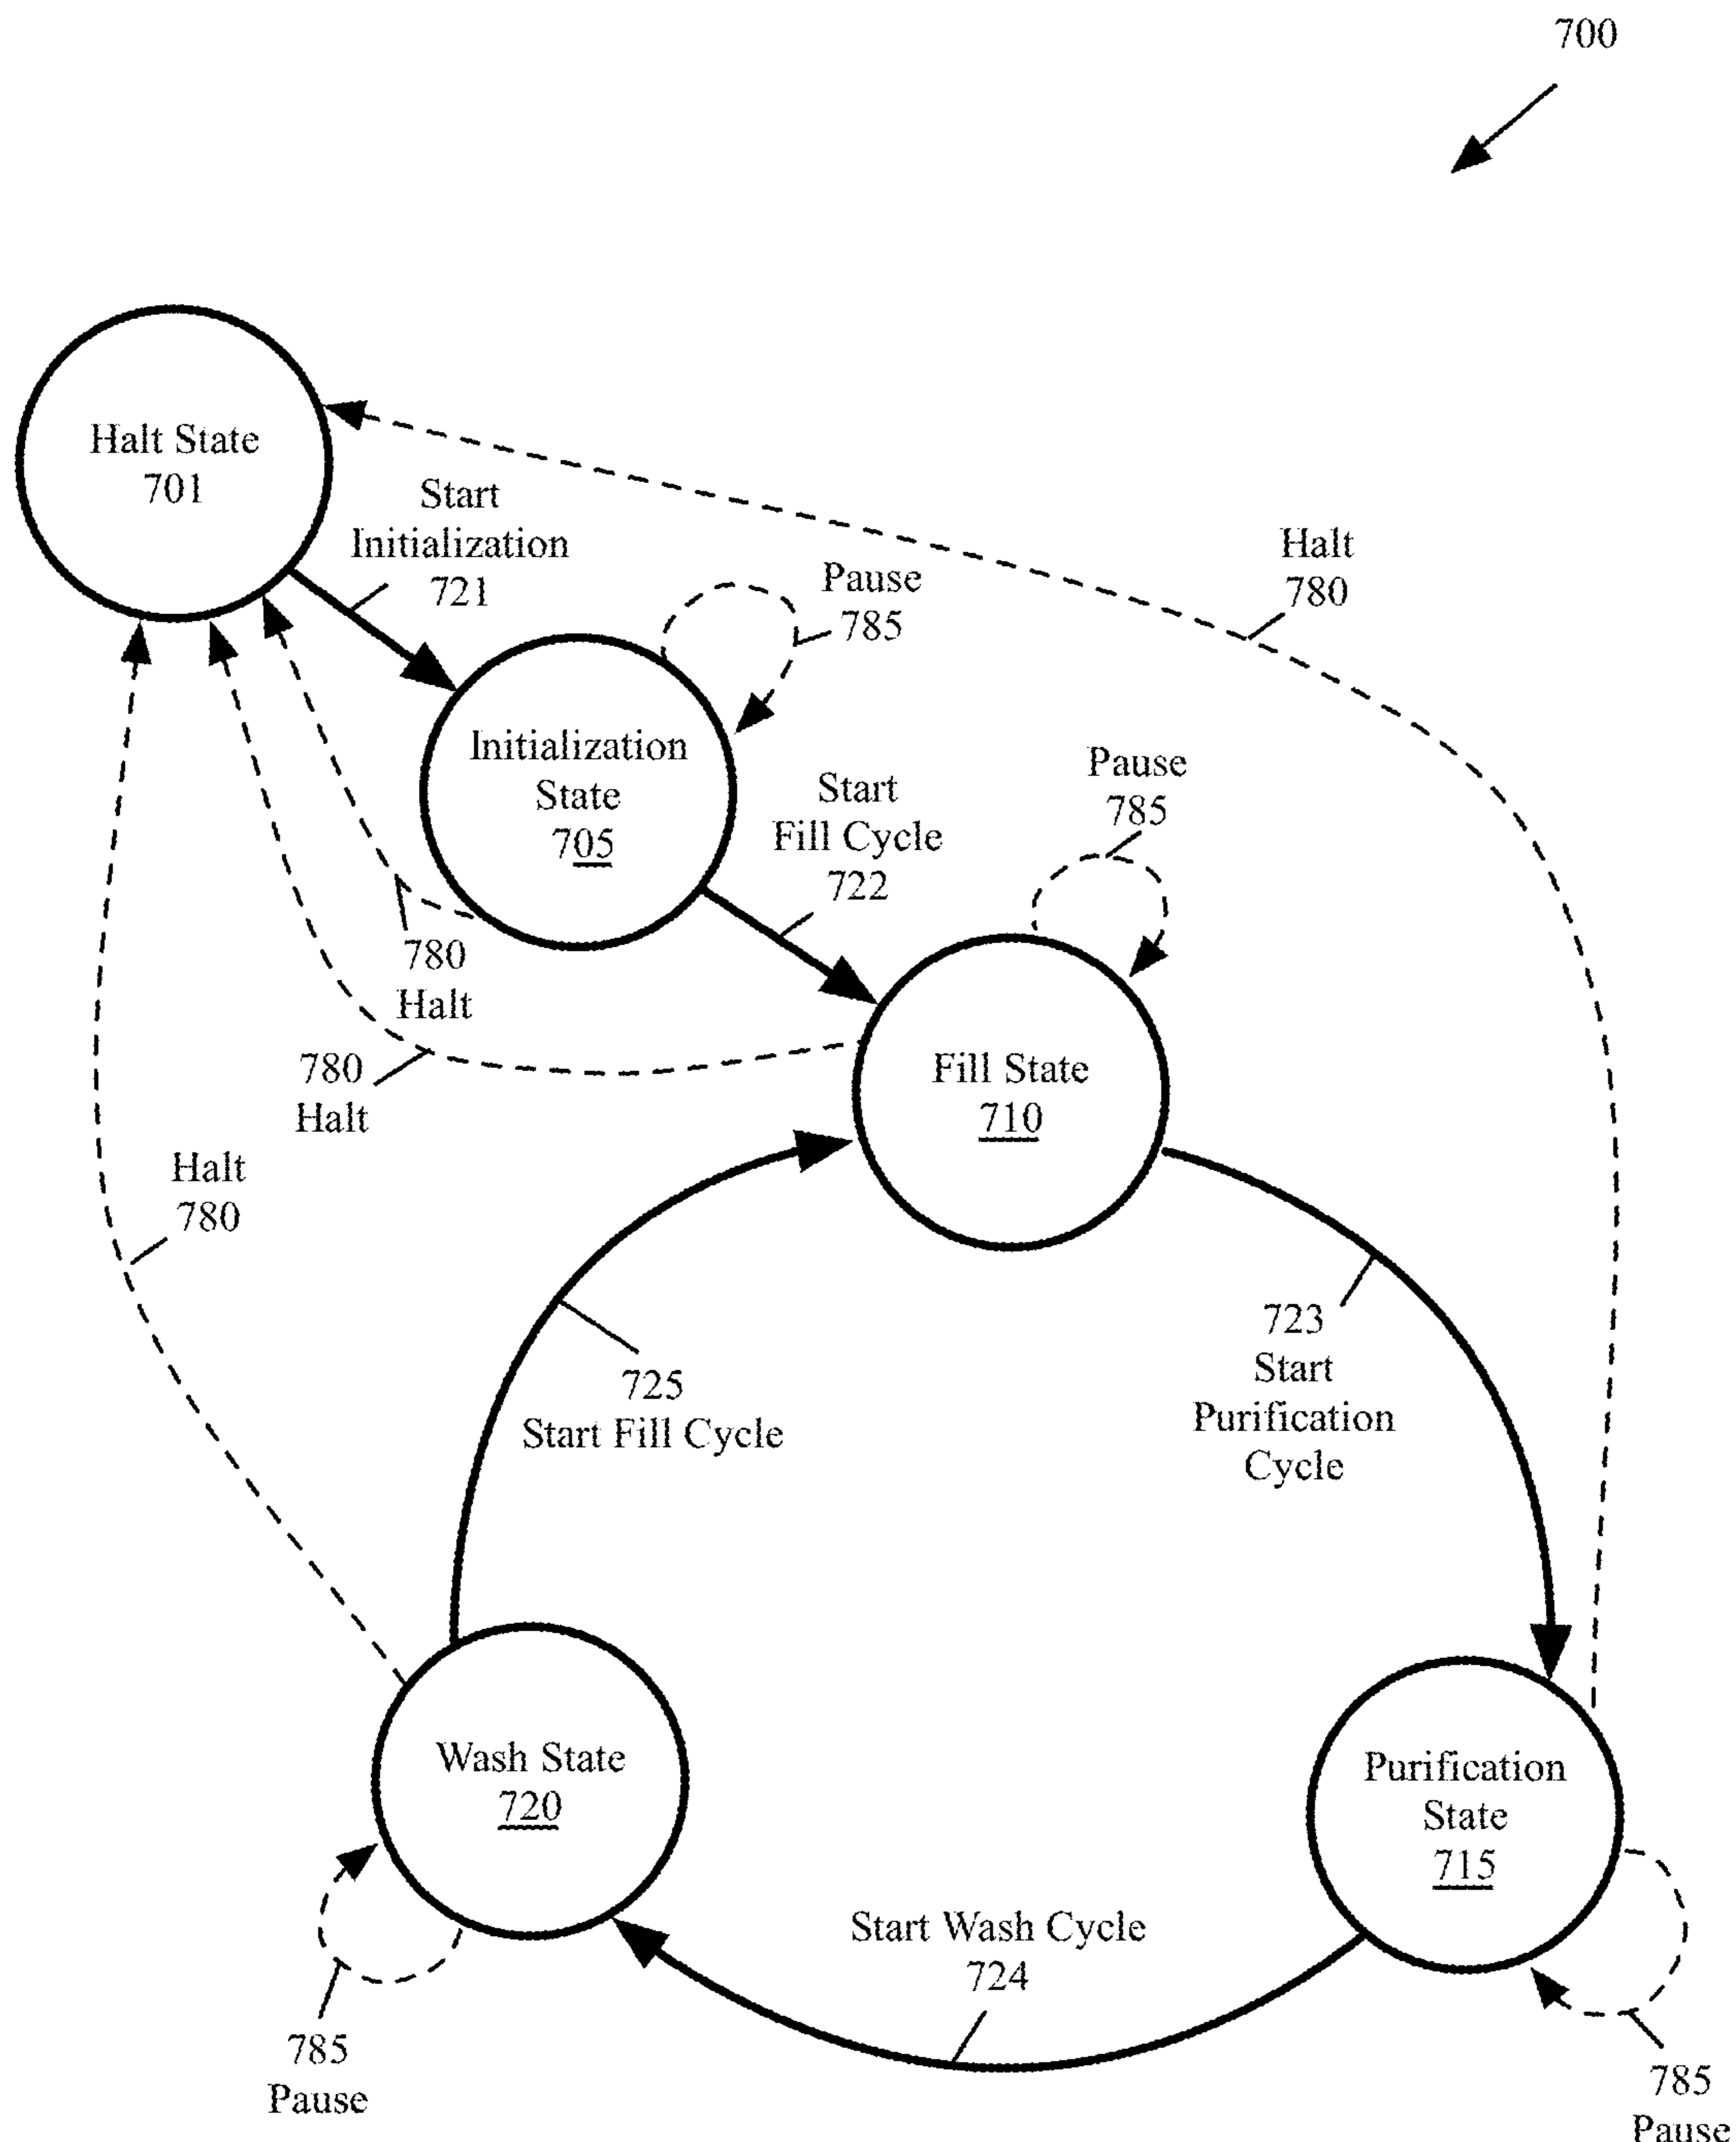 700
Halt State
701
Start
Initialization
721
Halt
780
Pause
785
Initialization
State
705
Pause
785
Start
Fill Cycle
722
780
Halt
780
Halt
Fill State
710
Halt
780
723
Start
Purification
Cycle
725
Start Fill Cycle
Wash State
720
Purification
State
715
Start Wash Cycle
724
785
Pause
785
Pause